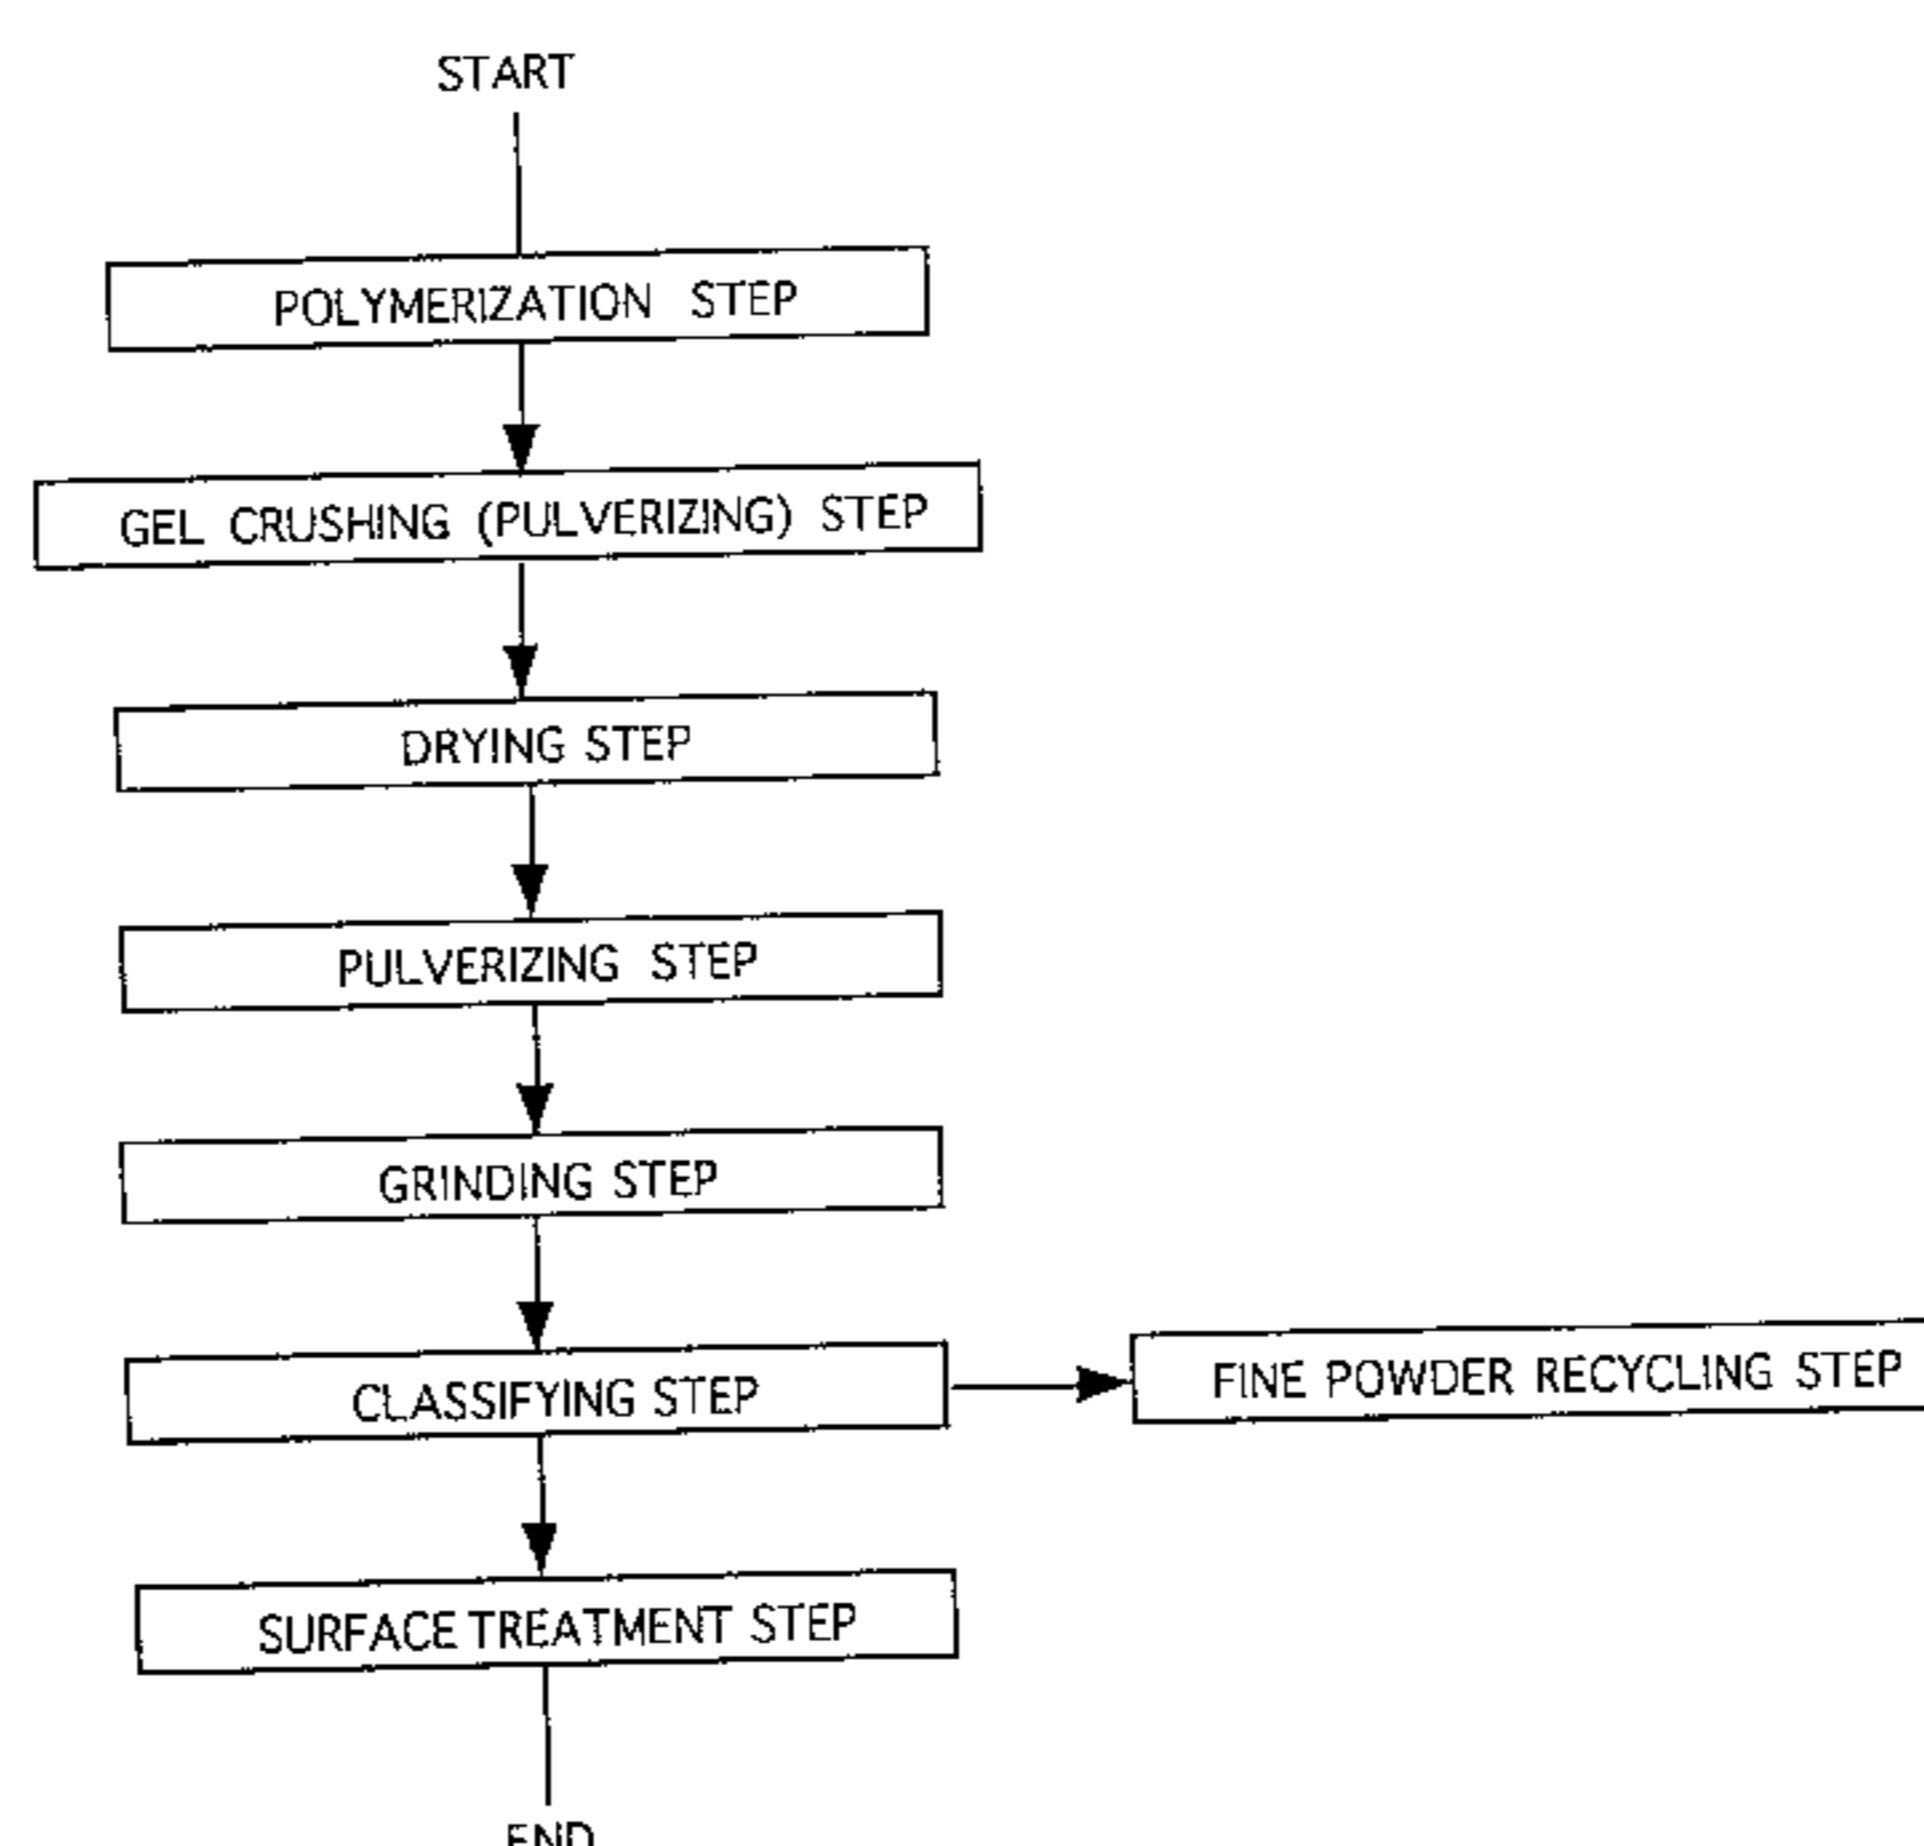 START
POLYMERIZATION STEP
GEL CRUSHING (PULVERIZING) STEP
DRYING STEP
PULVERIZING STEP
GRINDING STEP
CLASSIFYING STEP
FINE POWDER RECYCLING STEP
SURFACE TREATMENT STEP
END